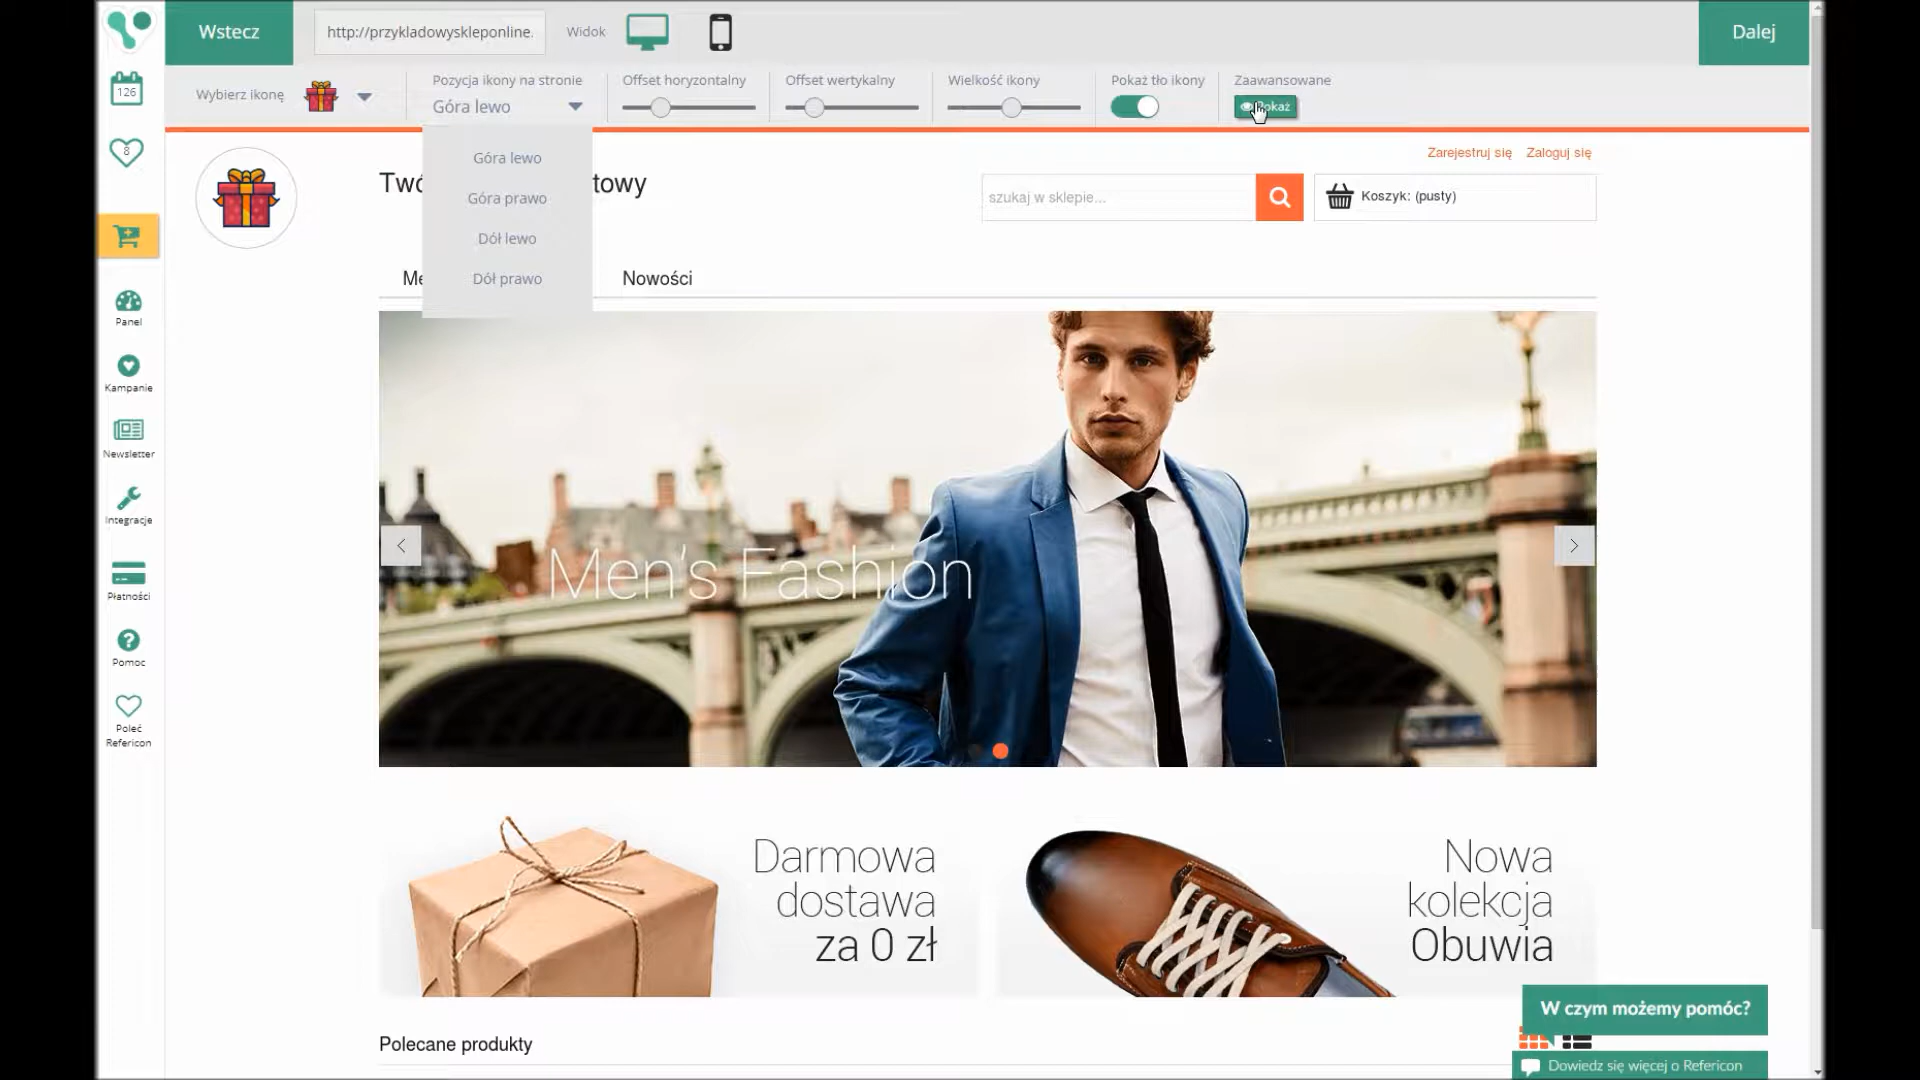 Wstecz
http://przykladowyskleponline.
Widok
Dalej
126
8
Wybierz ikonę
Pozycja ikony na stronie
Góra lewo
Offset horyzontalny
Offset wertykalny
Wielkość ikony
Pokaż tło ikony
Zaawansowane
Pokaż
Góra lewo
Góra prawo
Dół lewo
Dół prawo
Zarejestruj się
Zaloguj się
szukaj w sklepie...
Koszyk: (pusty)
Nowości
Panel
Kampanie
Newsletter
Integracje
Płatności
Pomoc
Poleć
Refericon
Men's Fashion
Darmowa
dostawa
za 0 zł
Nowa
kolekcja
Obuwia
W czym możemy pomóc?
Polecane produkty
Dowiedz się więcej o Refericon